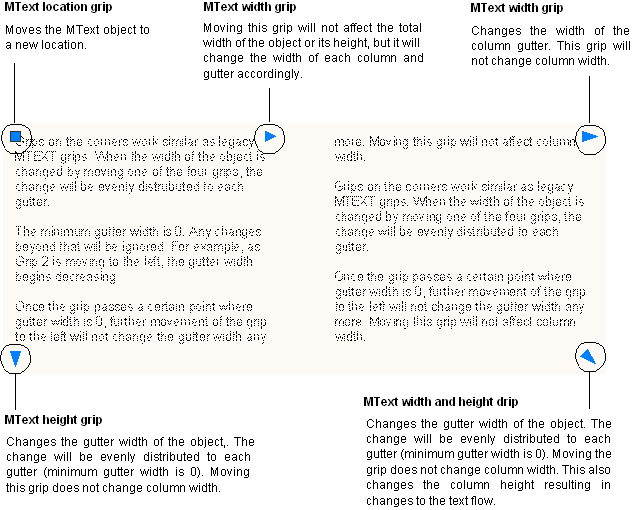 MText location grip
Moves the MText object to
a new location.
MText width grip
Moving this grip will not affect the total
width of the object or its height, but it will
change the width of each column and
gutter accordingly.
MText width grip
Changes the width of the
column gutter. This grip will
not change column width.
Grips on the corners work similar as legacy
MTEXT grips. When the width of the object is
changed by moving one of the four grips, the
change will be evenly distrubuted to each
gutter.
The minimum gutter width is 0. Any changes
beyond that will be ignored. For example, as
Grip 2 is moving to the left, the gutter width
begins decreasing.
Once the grip passes a certain point where
gutter width is 0, further movement of the grip
to the left will not change the gutter width any
more. Moving this grip will not affect column
width.
Grips on the corners work similar as legacy
MTEXT grips. When the width of the object is
changed by moving one of the four grips, the
change will be evenly distributed to each
gutter.
Once the grip passes a certain point where
gutter width is 0, further movement of the grip
to the left will not change the gutter width any
more. Moving this grip will not affect column
width.
MText height grip
Changes the gutter width of the object,. The
change will be evenly distributed to each
gutter (minimum gutter width is 0). Moving
this grip does not change column width.
MText width and height drip
Changes the gutter width of the object. The
change will be evenly distributed to each
gutter (minimum gutter width is 0). Moving the
grip does not change column width. This also
changes the column height resulting in
changes to the text flow.